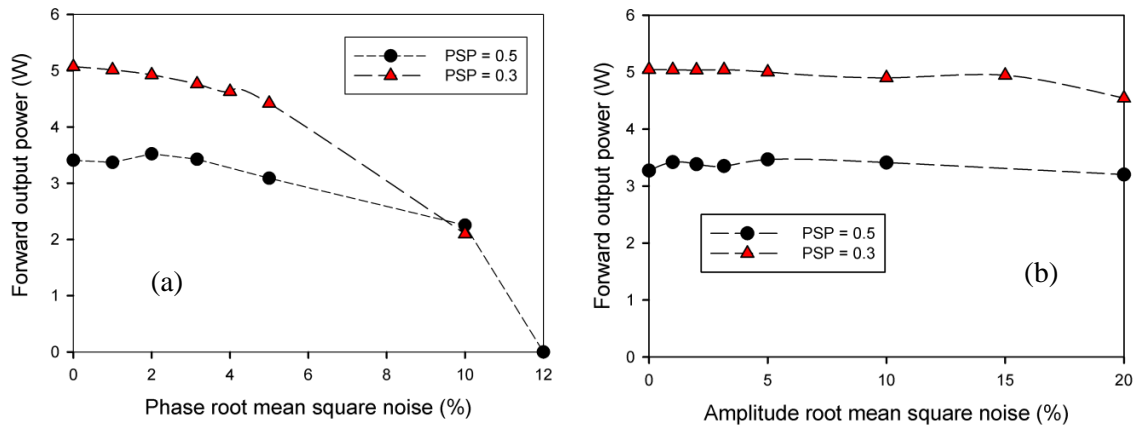 Forward output power (W)
6
5
4
3
2
1
0
PSP = 0.5
PSP = 0.3
(a)
0 2 4 6 8 10 12
Phase root mean square noise (%)
Forward output power (W)
6
5
4
3
2
1
0
PSP = 0.5
PSP = 0.3
(b)
0 5 10 15 20
Amplitude root mean square noise (%)